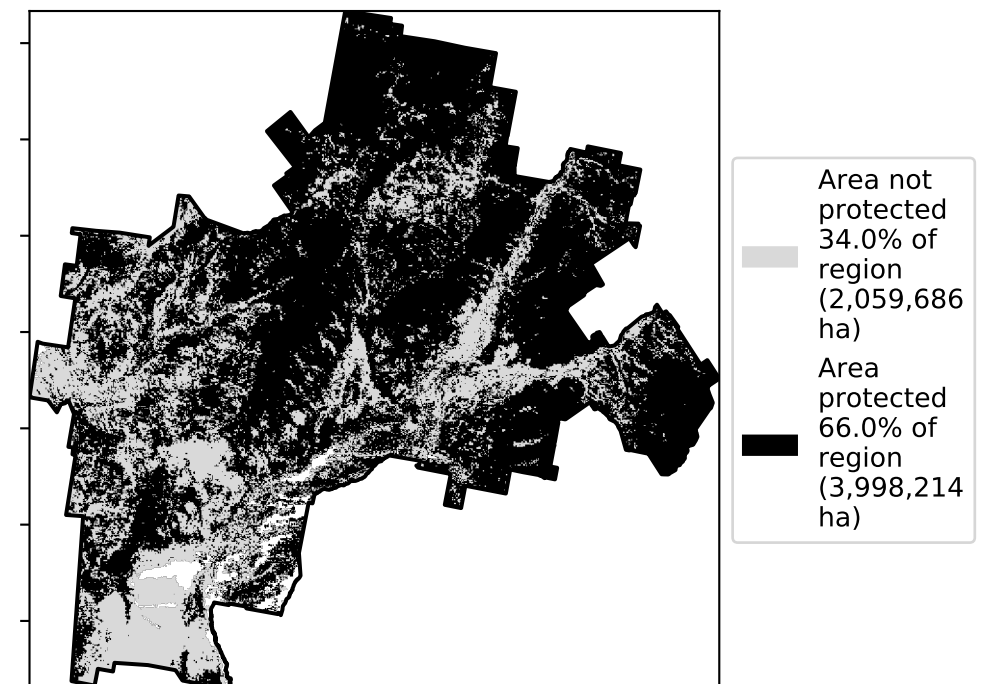 Area not
protected
34.0% of
region
(2,059,686
ha)
Area
protected
66.0% of
region
(3,998,214
ha)